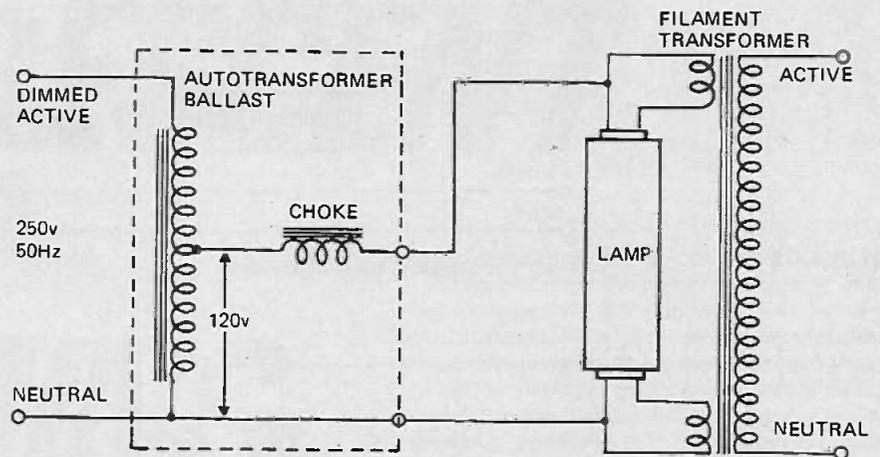 FILAMENT
TRANSFORMER
ACTIVE
DIMMED
ACTIVE
AUTOTRANSFORMER
BALLAST
250v
50Hz
CHOKE
LAMP
120v
NEUTRAL
NEUTRAL